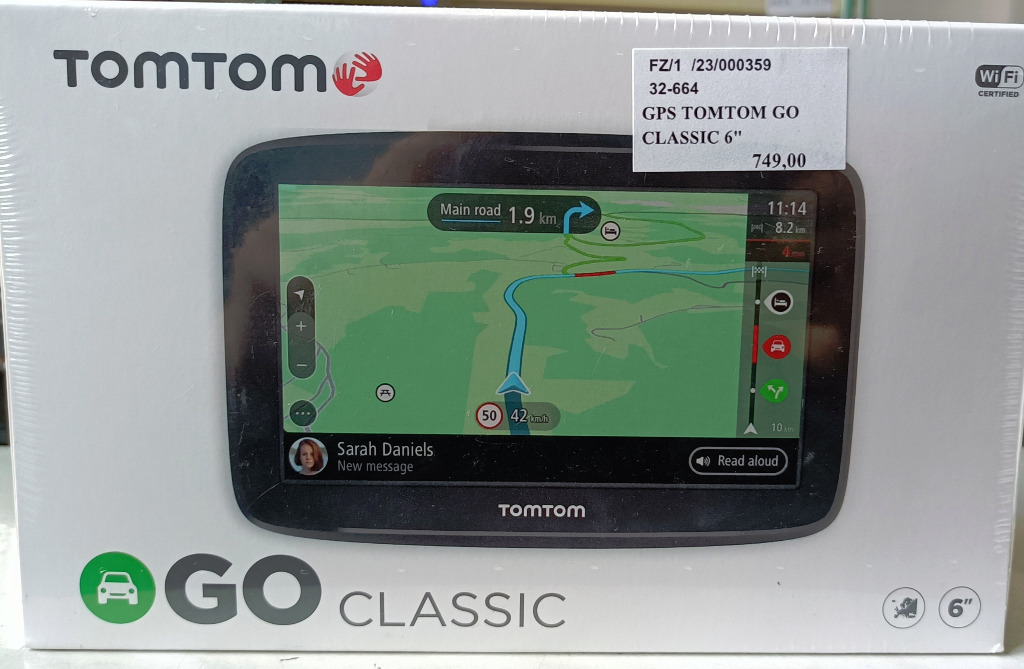 TOMTOM
FZ/1 /23/000359
32-664
GPS TOMTOM GO
CLASSIC 6"
749,00
WiFi
CERTIFIED
Main road 1.9 km
11:14
8.2 km
4 min
50 42 km/h
10 km
Sarah Daniels
New message
Read aloud
TOMTOM
GO CLASSIC
6"